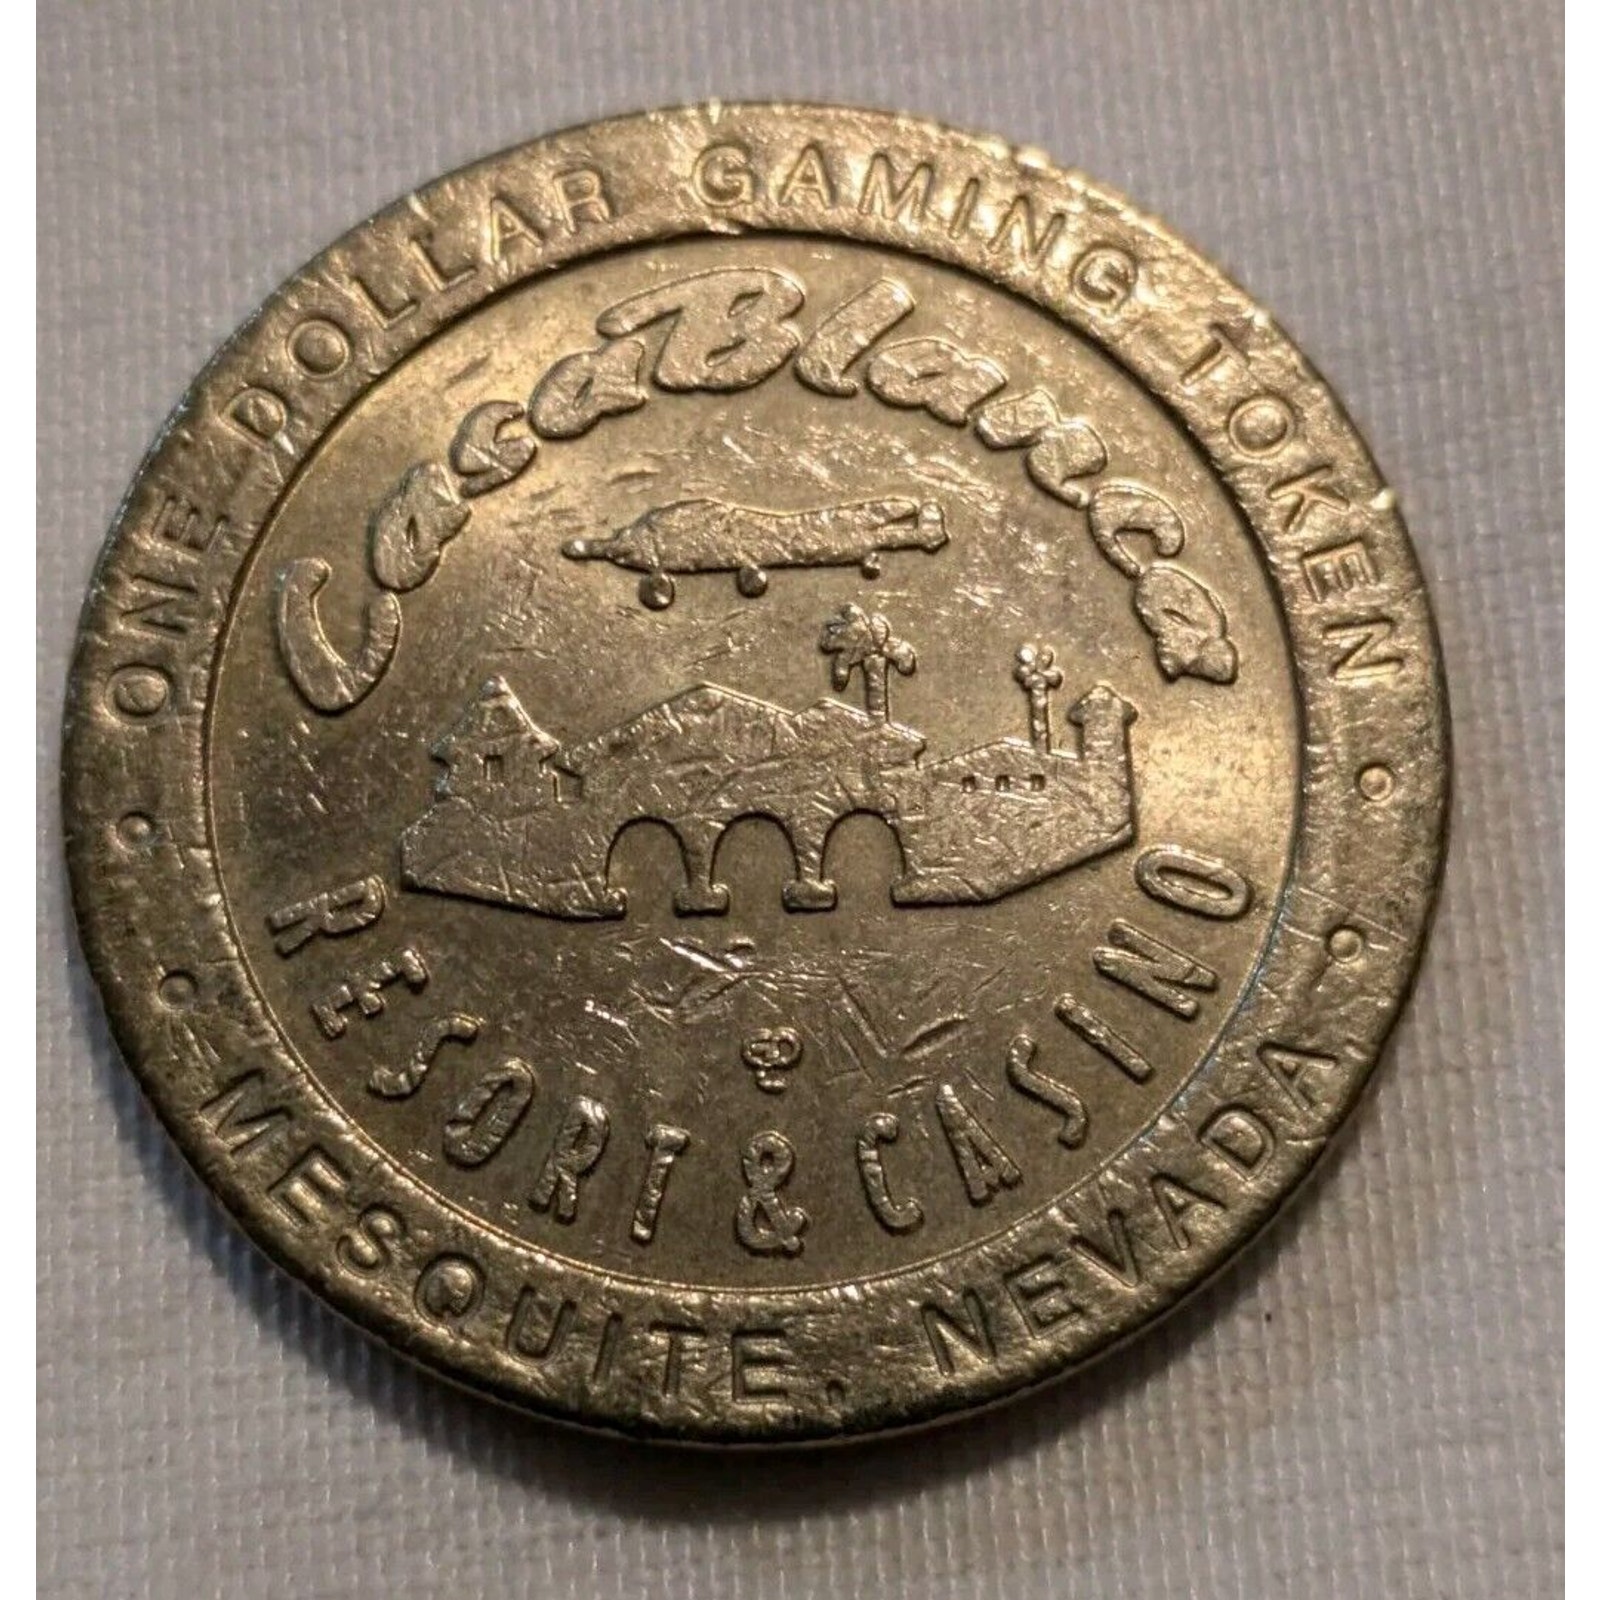 ONE DOLLAR GAMING TOKEN
CasaBlanca
RESORT & CASINO
MESQUITE, NEVADA